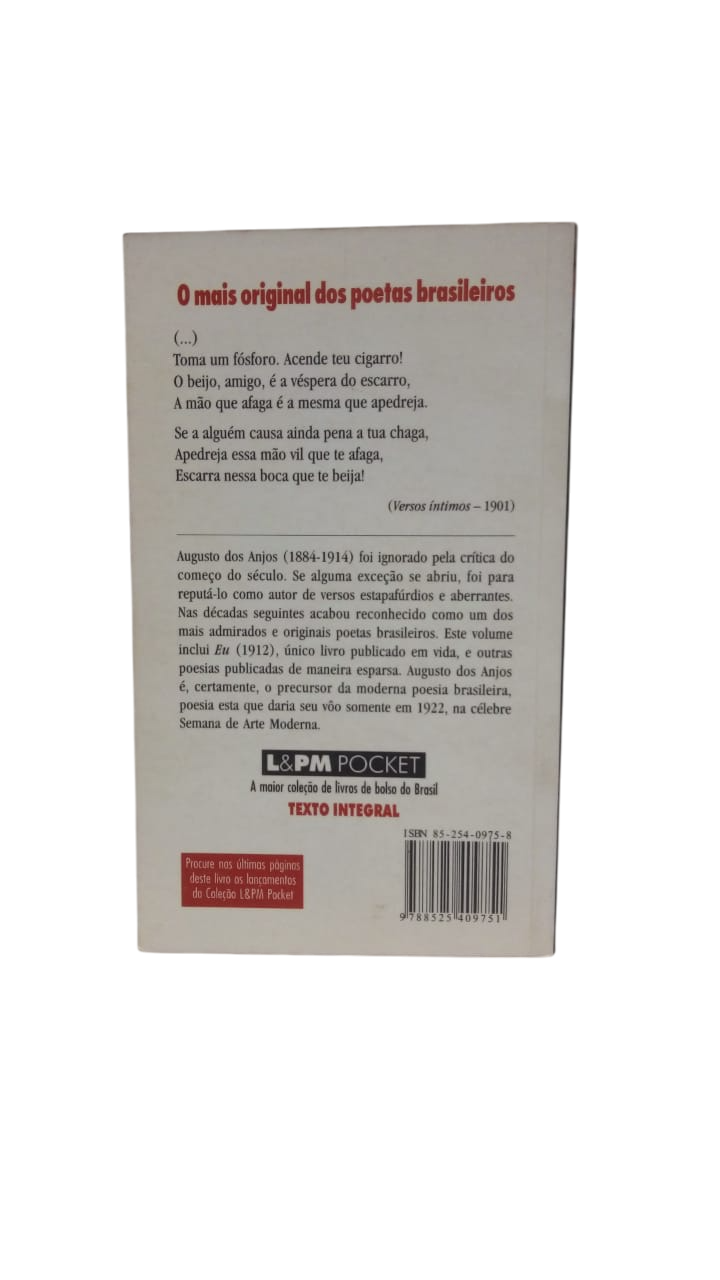 O mais original dos poetas brasileiros
(...)
Toma um fósforo. Acende teu cigarro!
O beijo, amigo, é a véspera do escarro,
A mão que afaga é a mesma que apedreja.
Se a alguém causa ainda pena a tua chaga,
Apedreja essa mão vil que te afaga,
Escarra nessa boca que te beija!
(Versos íntimos – 1901)
Augusto dos Anjos (1884-1914) foi ignorado pela crítica do
começo do século. Se alguma exceção se abriu, foi para
reputá-lo como autor de versos estapafúrdios e aberrantes.
Nas décadas seguintes acabou reconhecido como um dos
mais admirados e originais poetas brasileiros. Este volume
inclui Eu (1912), único livro publicado em vida, e outras
poesias publicadas de maneira esparsa. Augusto dos Anjos
é, certamente, o precursor da moderna poesia brasileira,
poesia esta que daria seu vôo somente em 1922, na célebre
Semana de Arte Moderna.
L&PM POCKET
A maior coleção de livros de bolso do Brasil
TEXTO INTEGRAL
Procure nas últimas páginas
deste livro os lançamentos
da Coleção L&PM Pocket
ISBN 85-254-0975-8
9 788525 409751